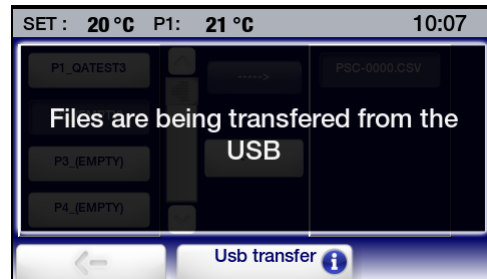 SET : 20 °C P1: 21 °C 10:07
P1_QATEST3
-----> 
PSC-0000.CSV
Files are being transfered from the
USB
P3_(EMPTY)
P4_(EMPTY)
Usb transfer